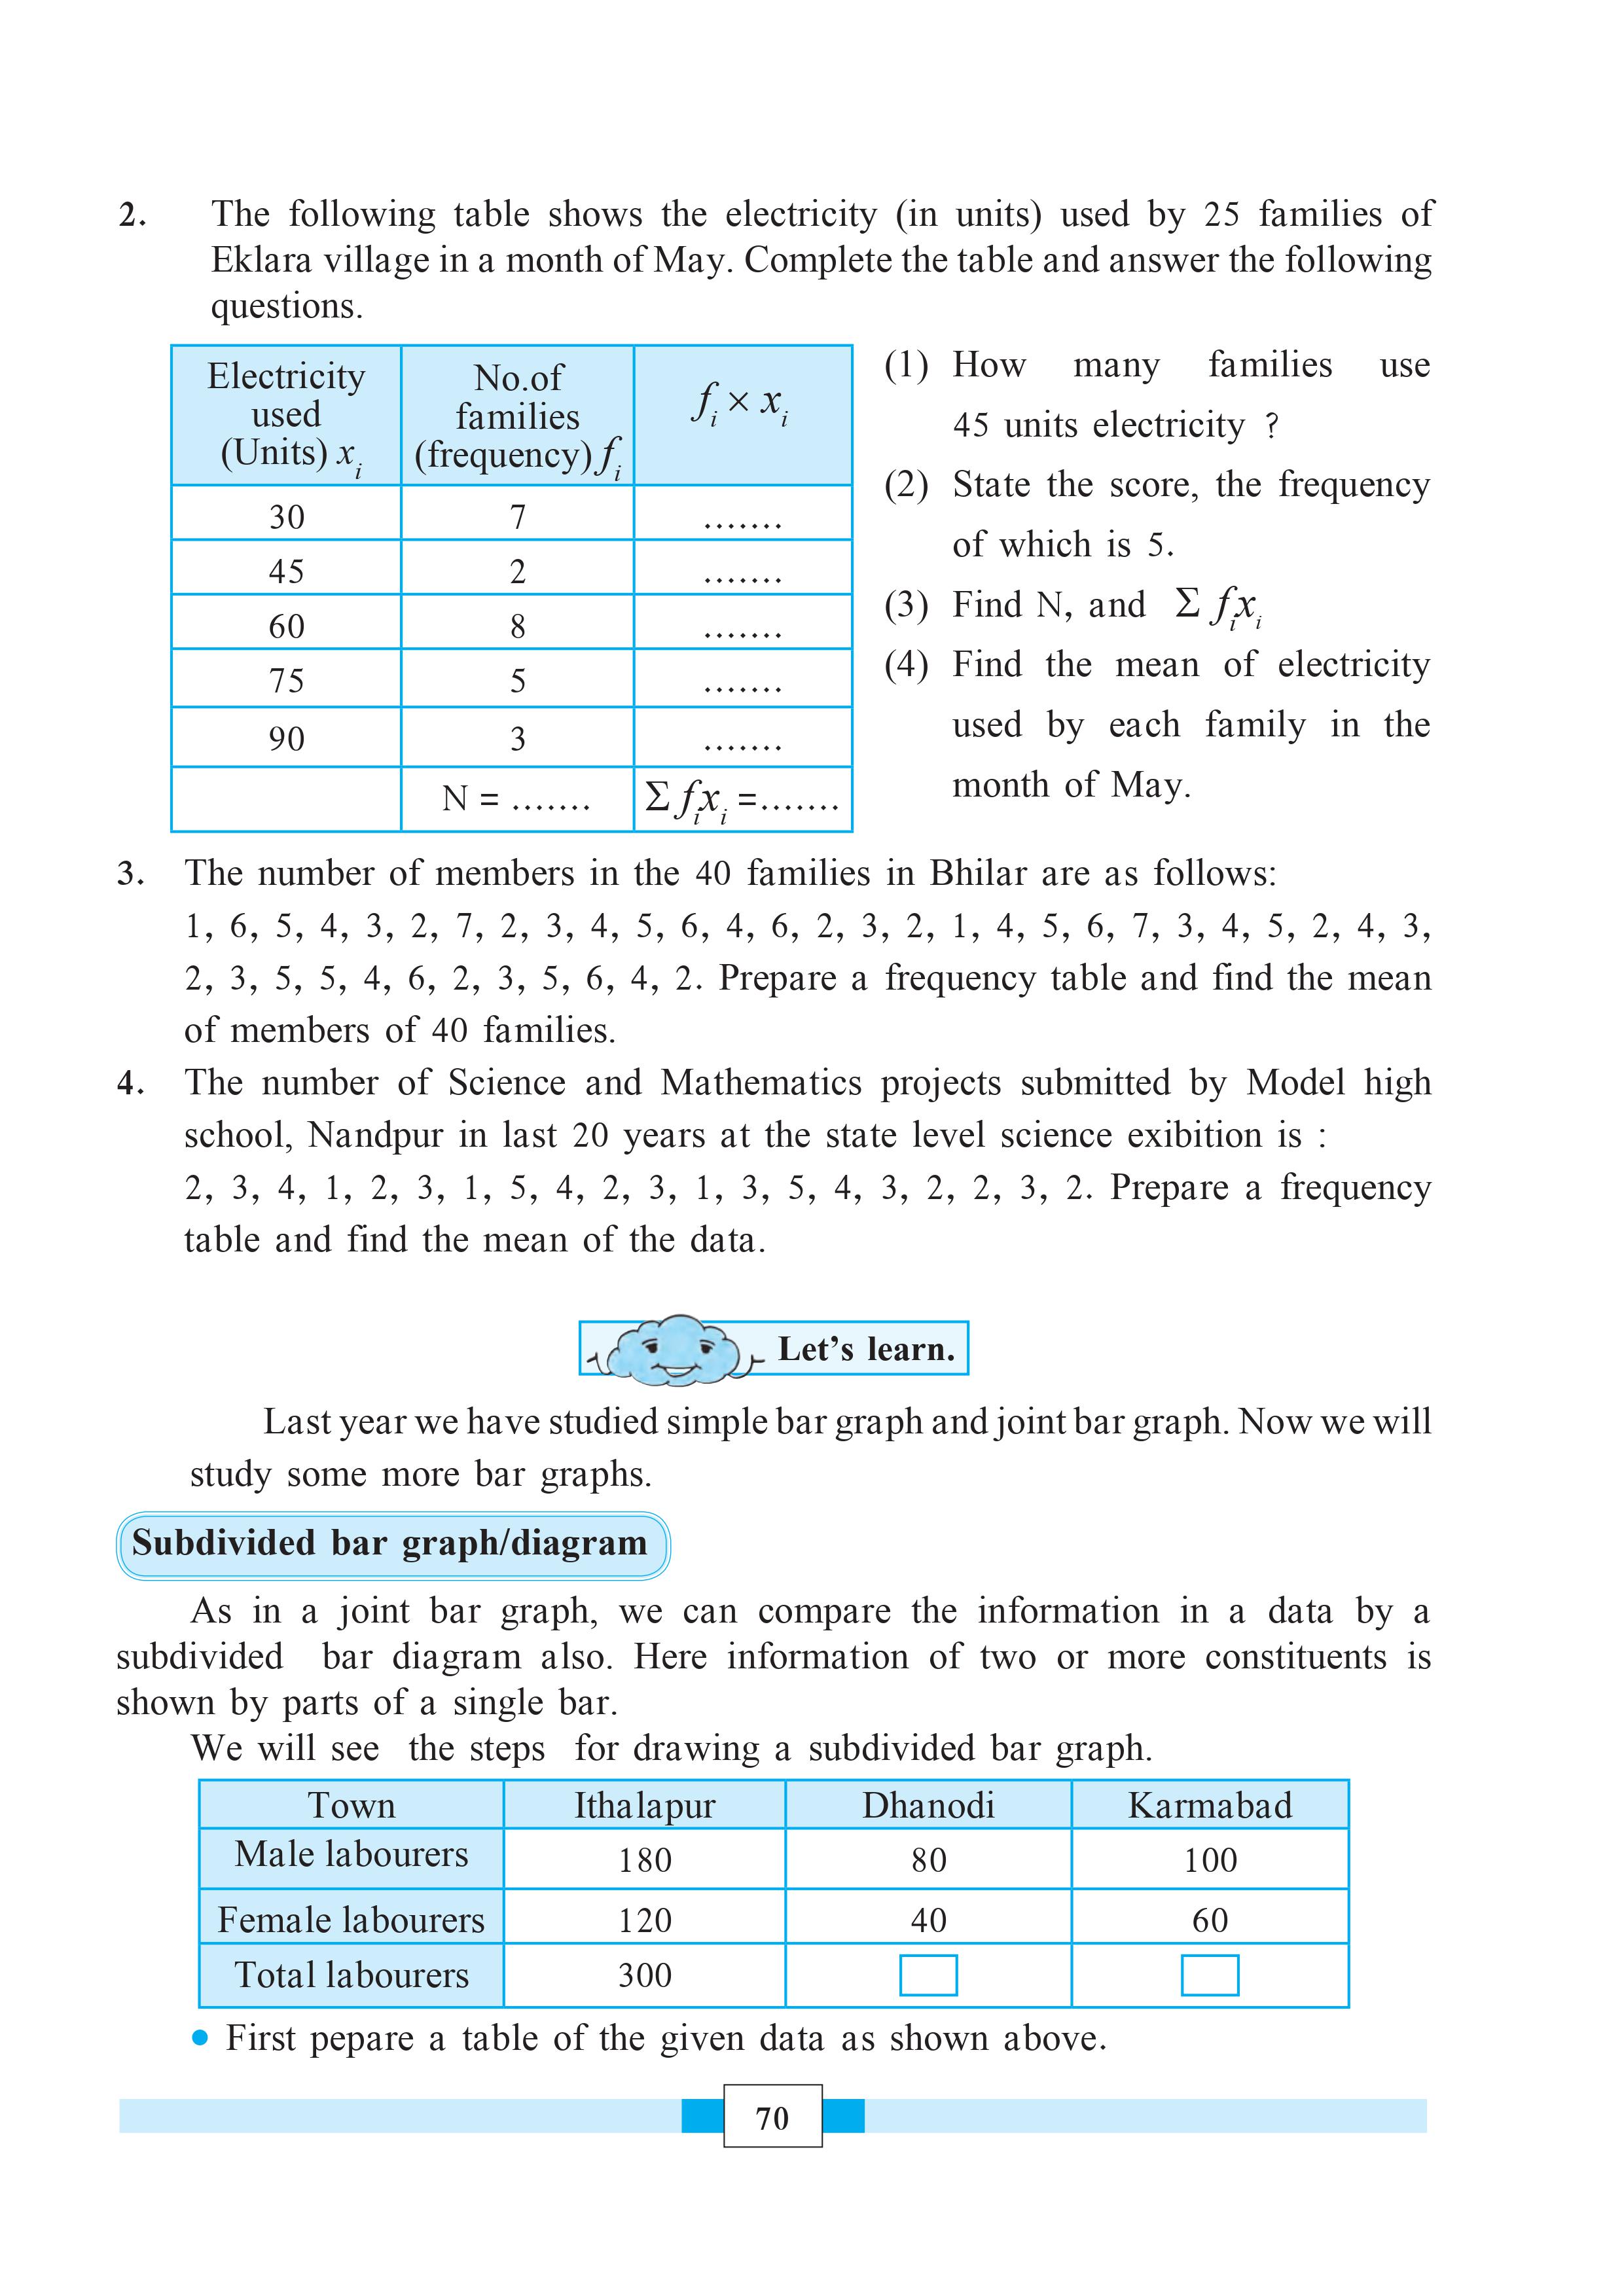 2. The following table shows the electricity (in units) used by 25 families of
Eklara village in a month of May. Complete the table and answer the following
questions.
Electricity used (Units) xi | No.of families (frequency) fi | fi × xi
30 | 7 | .......
45 | 2 | .......
60 | 8 | .......
75 | 5 | .......
90 | 3 | .......
N = ....... | Σ fixi =.......
(1) How many families use
45 units electricity ?
(2) State the score, the frequency
of which is 5.
(3) Find N, and Σ fixi
(4) Find the mean of electricity
used by each family in the
month of May.
3. The number of members in the 40 families in Bhilar are as follows:
1, 6, 5, 4, 3, 2, 7, 2, 3, 4, 5, 6, 4, 6, 2, 3, 2, 1, 4, 5, 6, 7, 3, 4, 5, 2, 4, 3,
2, 3, 5, 5, 4, 6, 2, 3, 5, 6, 4, 2. Prepare a frequency table and find the mean
of members of 40 families.
4. The number of Science and Mathematics projects submitted by Model high
school, Nandpur in last 20 years at the state level science exibition is :
2, 3, 4, 1, 2, 3, 1, 5, 4, 2, 3, 1, 3, 5, 4, 3, 2, 2, 3, 2. Prepare a frequency
table and find the mean of the data.
Let’s learn.
Last year we have studied simple bar graph and joint bar graph. Now we will
study some more bar graphs.
Subdivided bar graph/diagram
As in a joint bar graph, we can compare the information in a data by a
subdivided bar diagram also. Here information of two or more constituents is
shown by parts of a single bar.
We will see the steps for drawing a subdivided bar graph.
Town | Ithalapur | Dhanodi | Karmabad
Male labourers | 180 | 80 | 100
Female labourers | 120 | 40 | 60
Total labourers | 300
• First pepare a table of the given data as shown above.
70